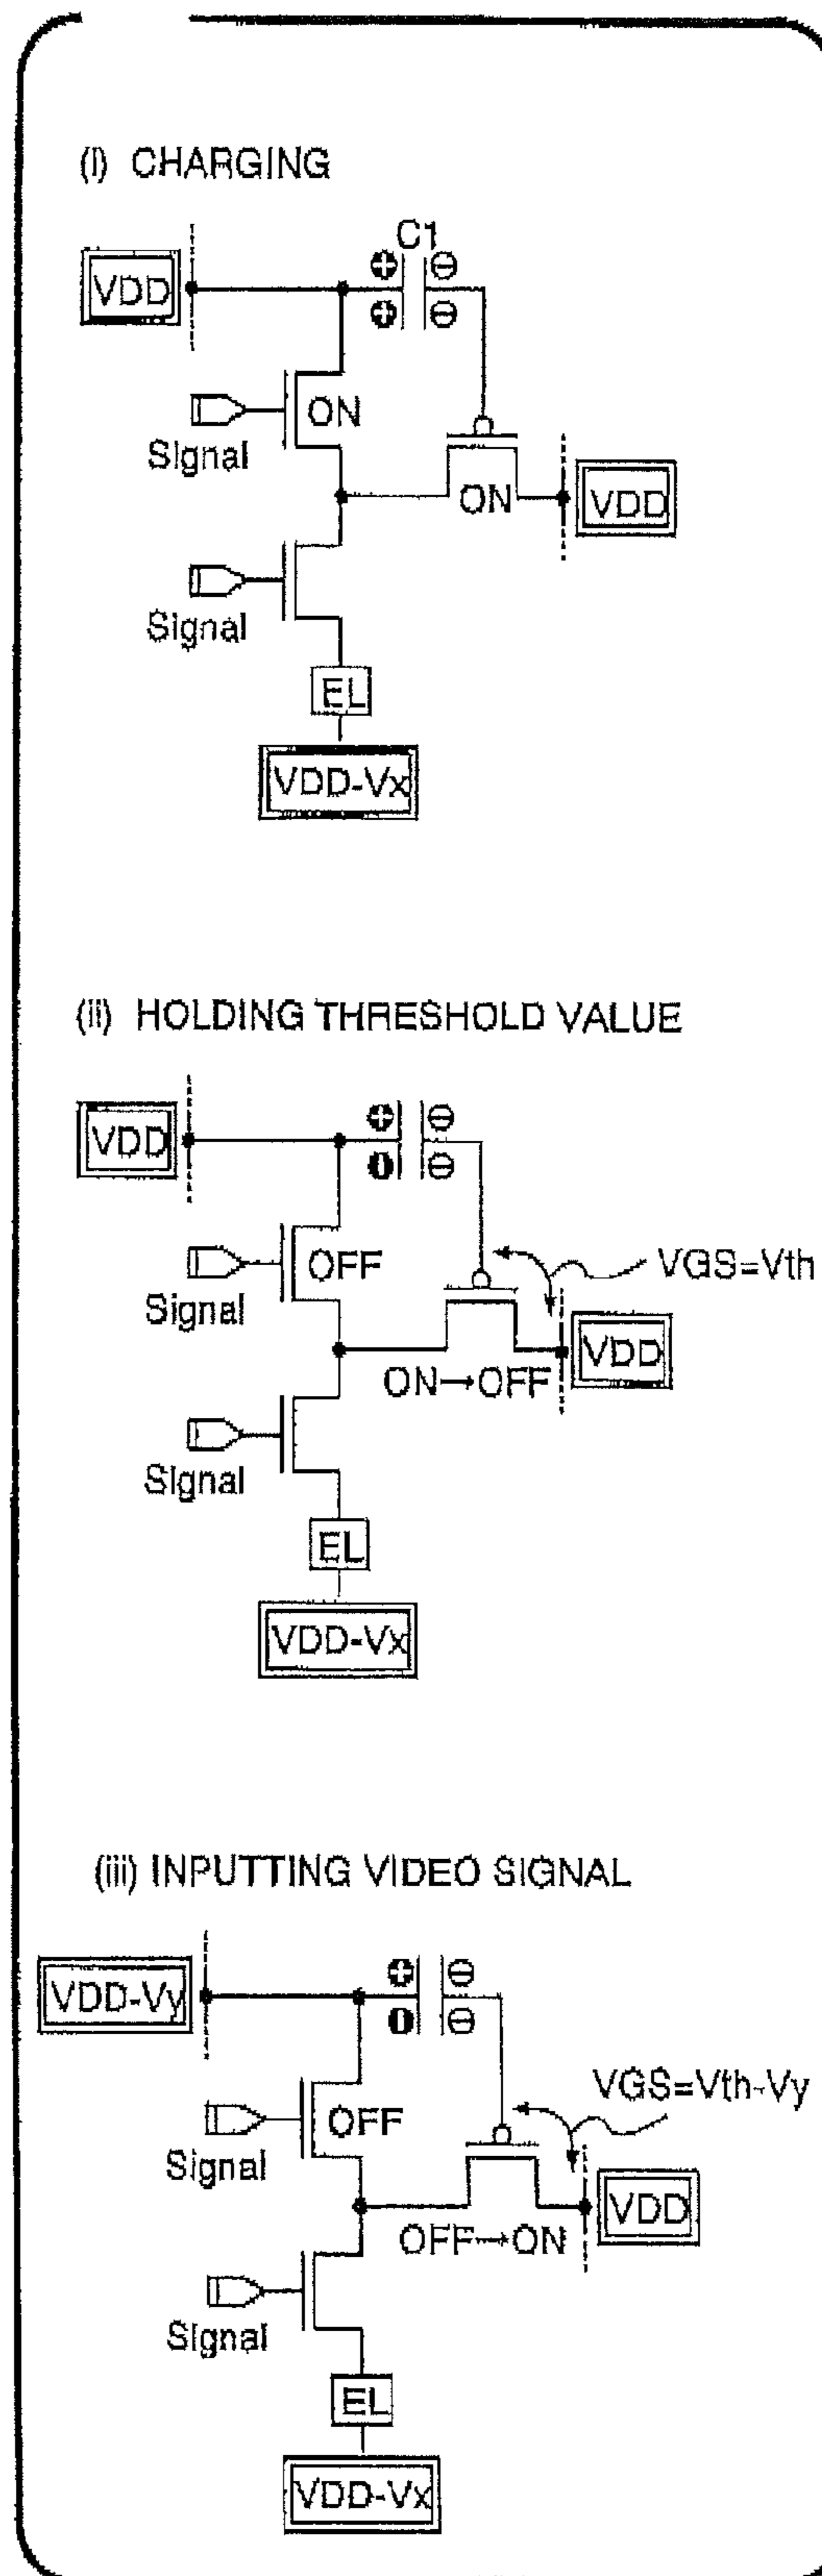 (i) CHARGING
C1
VDD
ON
Signal
ON
VDD
Signal
EL
VDD-Vx
(ii) HOLDING THRESHOLD VALUE
VDD
OFF
VGS=Vth
Signal
VDD
ON→OFF
Signal
EL
VDD-Vx
(iii) INPUTTING VIDEO SIGNAL
VDD-Vy
VGS=Vth-Vy
OFF
Signal
VDD
OFF→ON
Signal
EL
VDD-Vx